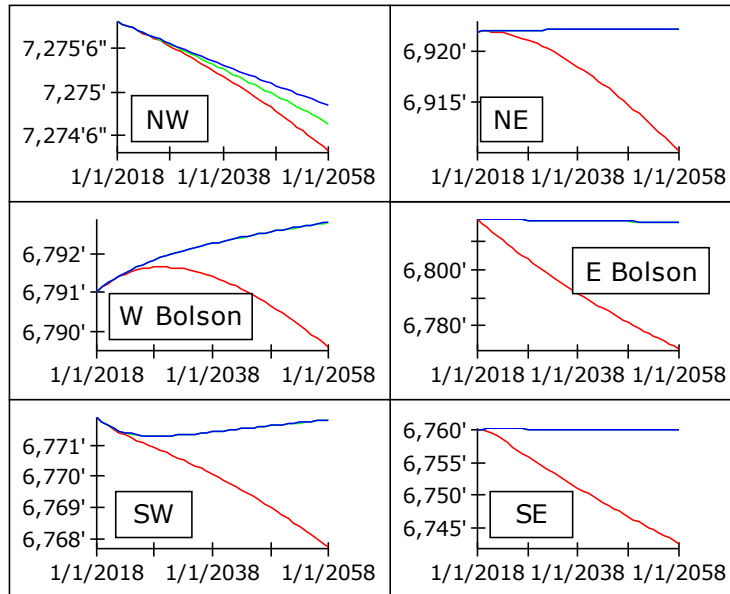 7,275'6"
7,275'
7,274'6"
NW
1/1/2018 1/1/2038 1/1/2058
6,920'
6,915'
NE
1/1/2018 1/1/2038 1/1/2058
6,792'
6,791'
6,790'
W Bolson
1/1/2018 1/1/2038 1/1/2058
6,800'
6,780'
E Bolson
1/1/2018 1/1/2038 1/1/2058
6,771'
6,770'
6,769'
6,768'
SW
1/1/2018 1/1/2038 1/1/2058
6,760'
6,755'
6,750'
6,745'
SE
1/1/2018 1/1/2038 1/1/2058